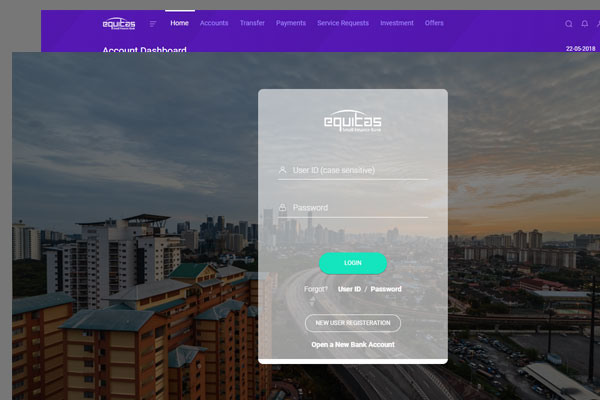 equitas
Home Accounts Transfer Payments Service Requests Investment Offers
Account Dashboard
22-05-2018
equitas
Small Finance Bank
User ID (case sensitive)
Password
LOGIN
Forgot? User ID / Password
NEW USER REGISTERATION
Open a New Bank Account